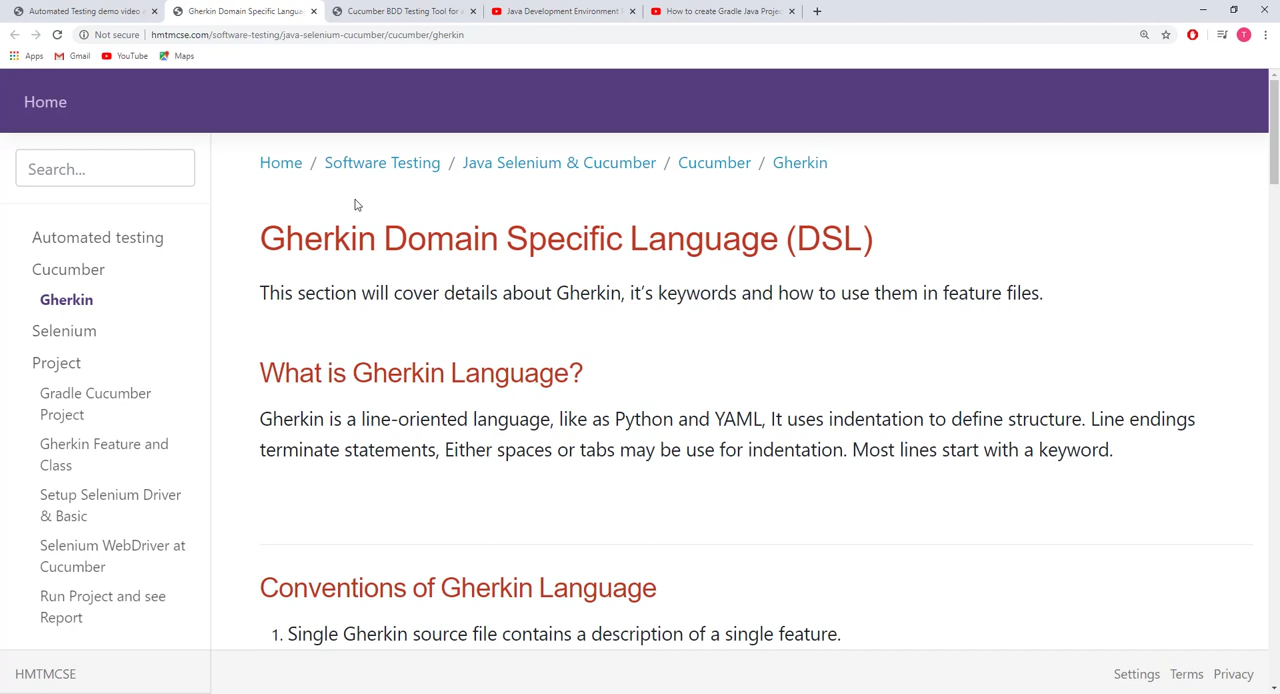 Automated Testing demo video
Gherkin Domain Specific Langua
Cucumber BDD Testing Tool for
Java Development Environment
How to create Gradle Java Proje
Not secure
hmtmcse.com/software-testing/java-selenium-cucumber/cucumber/gherkin
T
Apps
Gmail
YouTube
Maps
Home
Search...
Automated testing
Cucumber
Gherkin
Selenium
Project
Gradle Cucumber
Project
Gherkin Feature and
Class
Setup Selenium Driver
& Basic
Selenium WebDriver at
Cucumber
Run Project and see
Report
HMTMCSE
Home / Software Testing / Java Selenium & Cucumber / Cucumber / Gherkin
Gherkin Domain Specific Language (DSL)
This section will cover details about Gherkin, it’s keywords and how to use them in feature files.
What is Gherkin Language?
Gherkin is a line-oriented language, like as Python and YAML, It uses indentation to define structure. Line endings
terminate statements, Either spaces or tabs may be use for indentation. Most lines start with a keyword.
Conventions of Gherkin Language
1. Single Gherkin source file contains a description of a single feature.
Settings Terms Privacy